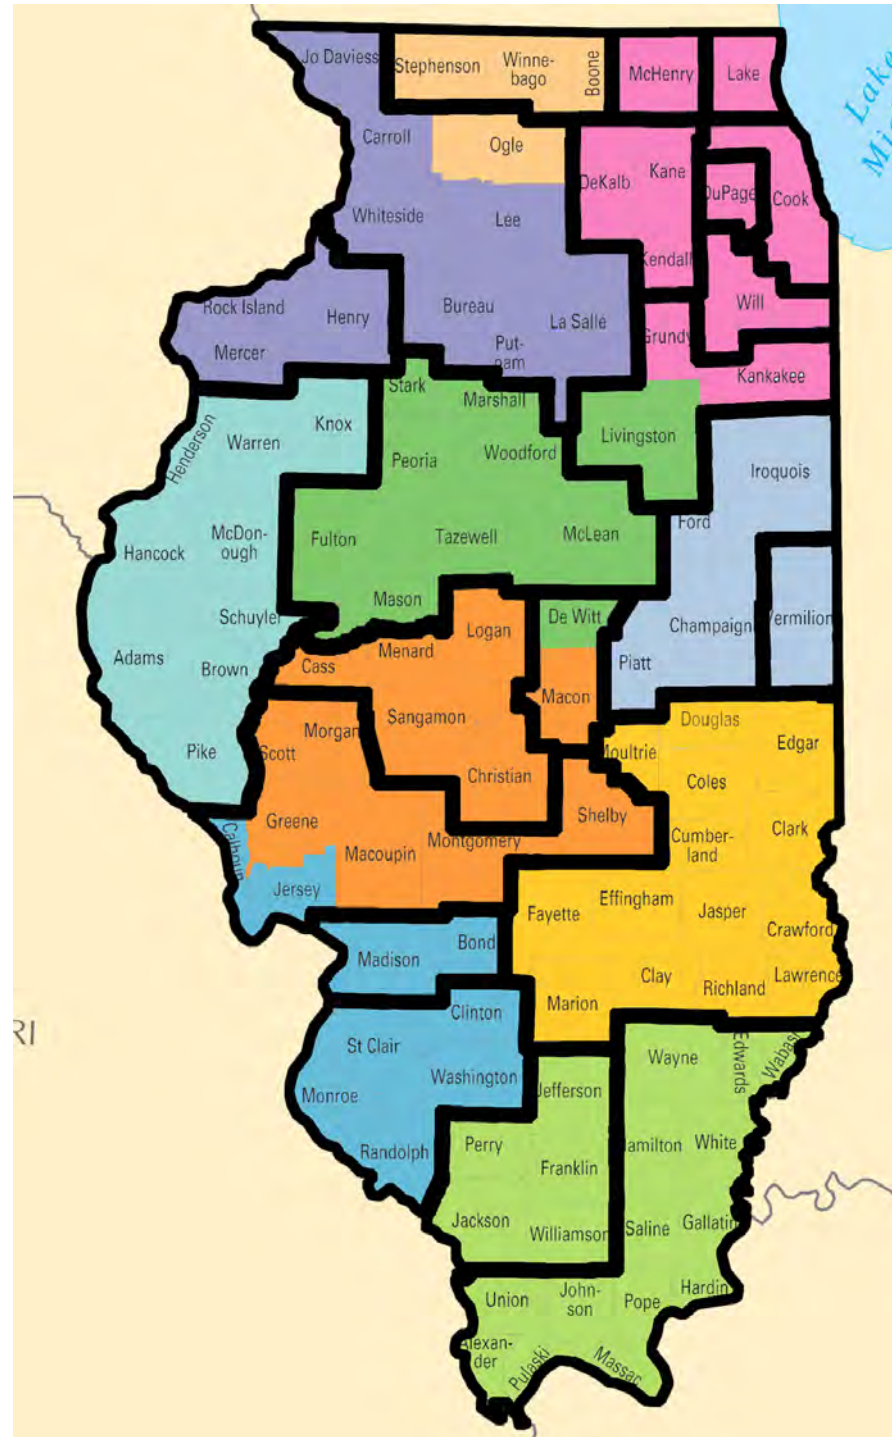 Jo Daviess
Stephenson
Winne-
bago
Boone
McHenry
Lake
Lake
Carroll
Ogle
DeKalb
Kane
DuPage
Cook
Whiteside
Lee
Kendall
Rock Island
Henry
Bureau
La Salle
Will
Mercer
Put-
nam
Grundy
Kankakee
Stark
Marshall
Henderson
Warren
Knox
Peoria
Woodford
Livingston
Iroquois
Hancock
McDon-
ough
Fulton
Tazewell
McLean
Ford
Schuyler
Mason
De Witt
Champaign
Vermilion
Adams
Brown
Cass
Menard
Logan
Piatt
Macon
Pike
Scott
Morgan
Sangamon
Christian
Moultrie
Douglas
Edgar
Coles
Calhoun
Greene
Macoupin
Montgomery
Shelby
Cumber-
land
Clark
Jersey
Fayette
Effingham
Jasper
Crawford
Madison
Bond
Clay
Richland
Lawrence
Marion
Clinton
RI
St Clair
Washington
Monroe
Randolph
Jefferson
Wayne
Edwards
Wabas
Perry
Franklin
amilton
White
Jackson
Williamson
Saline
Gallatin
Union
John-
son
Pope
Hardin
Alexan-
der
Pulaski
Massac